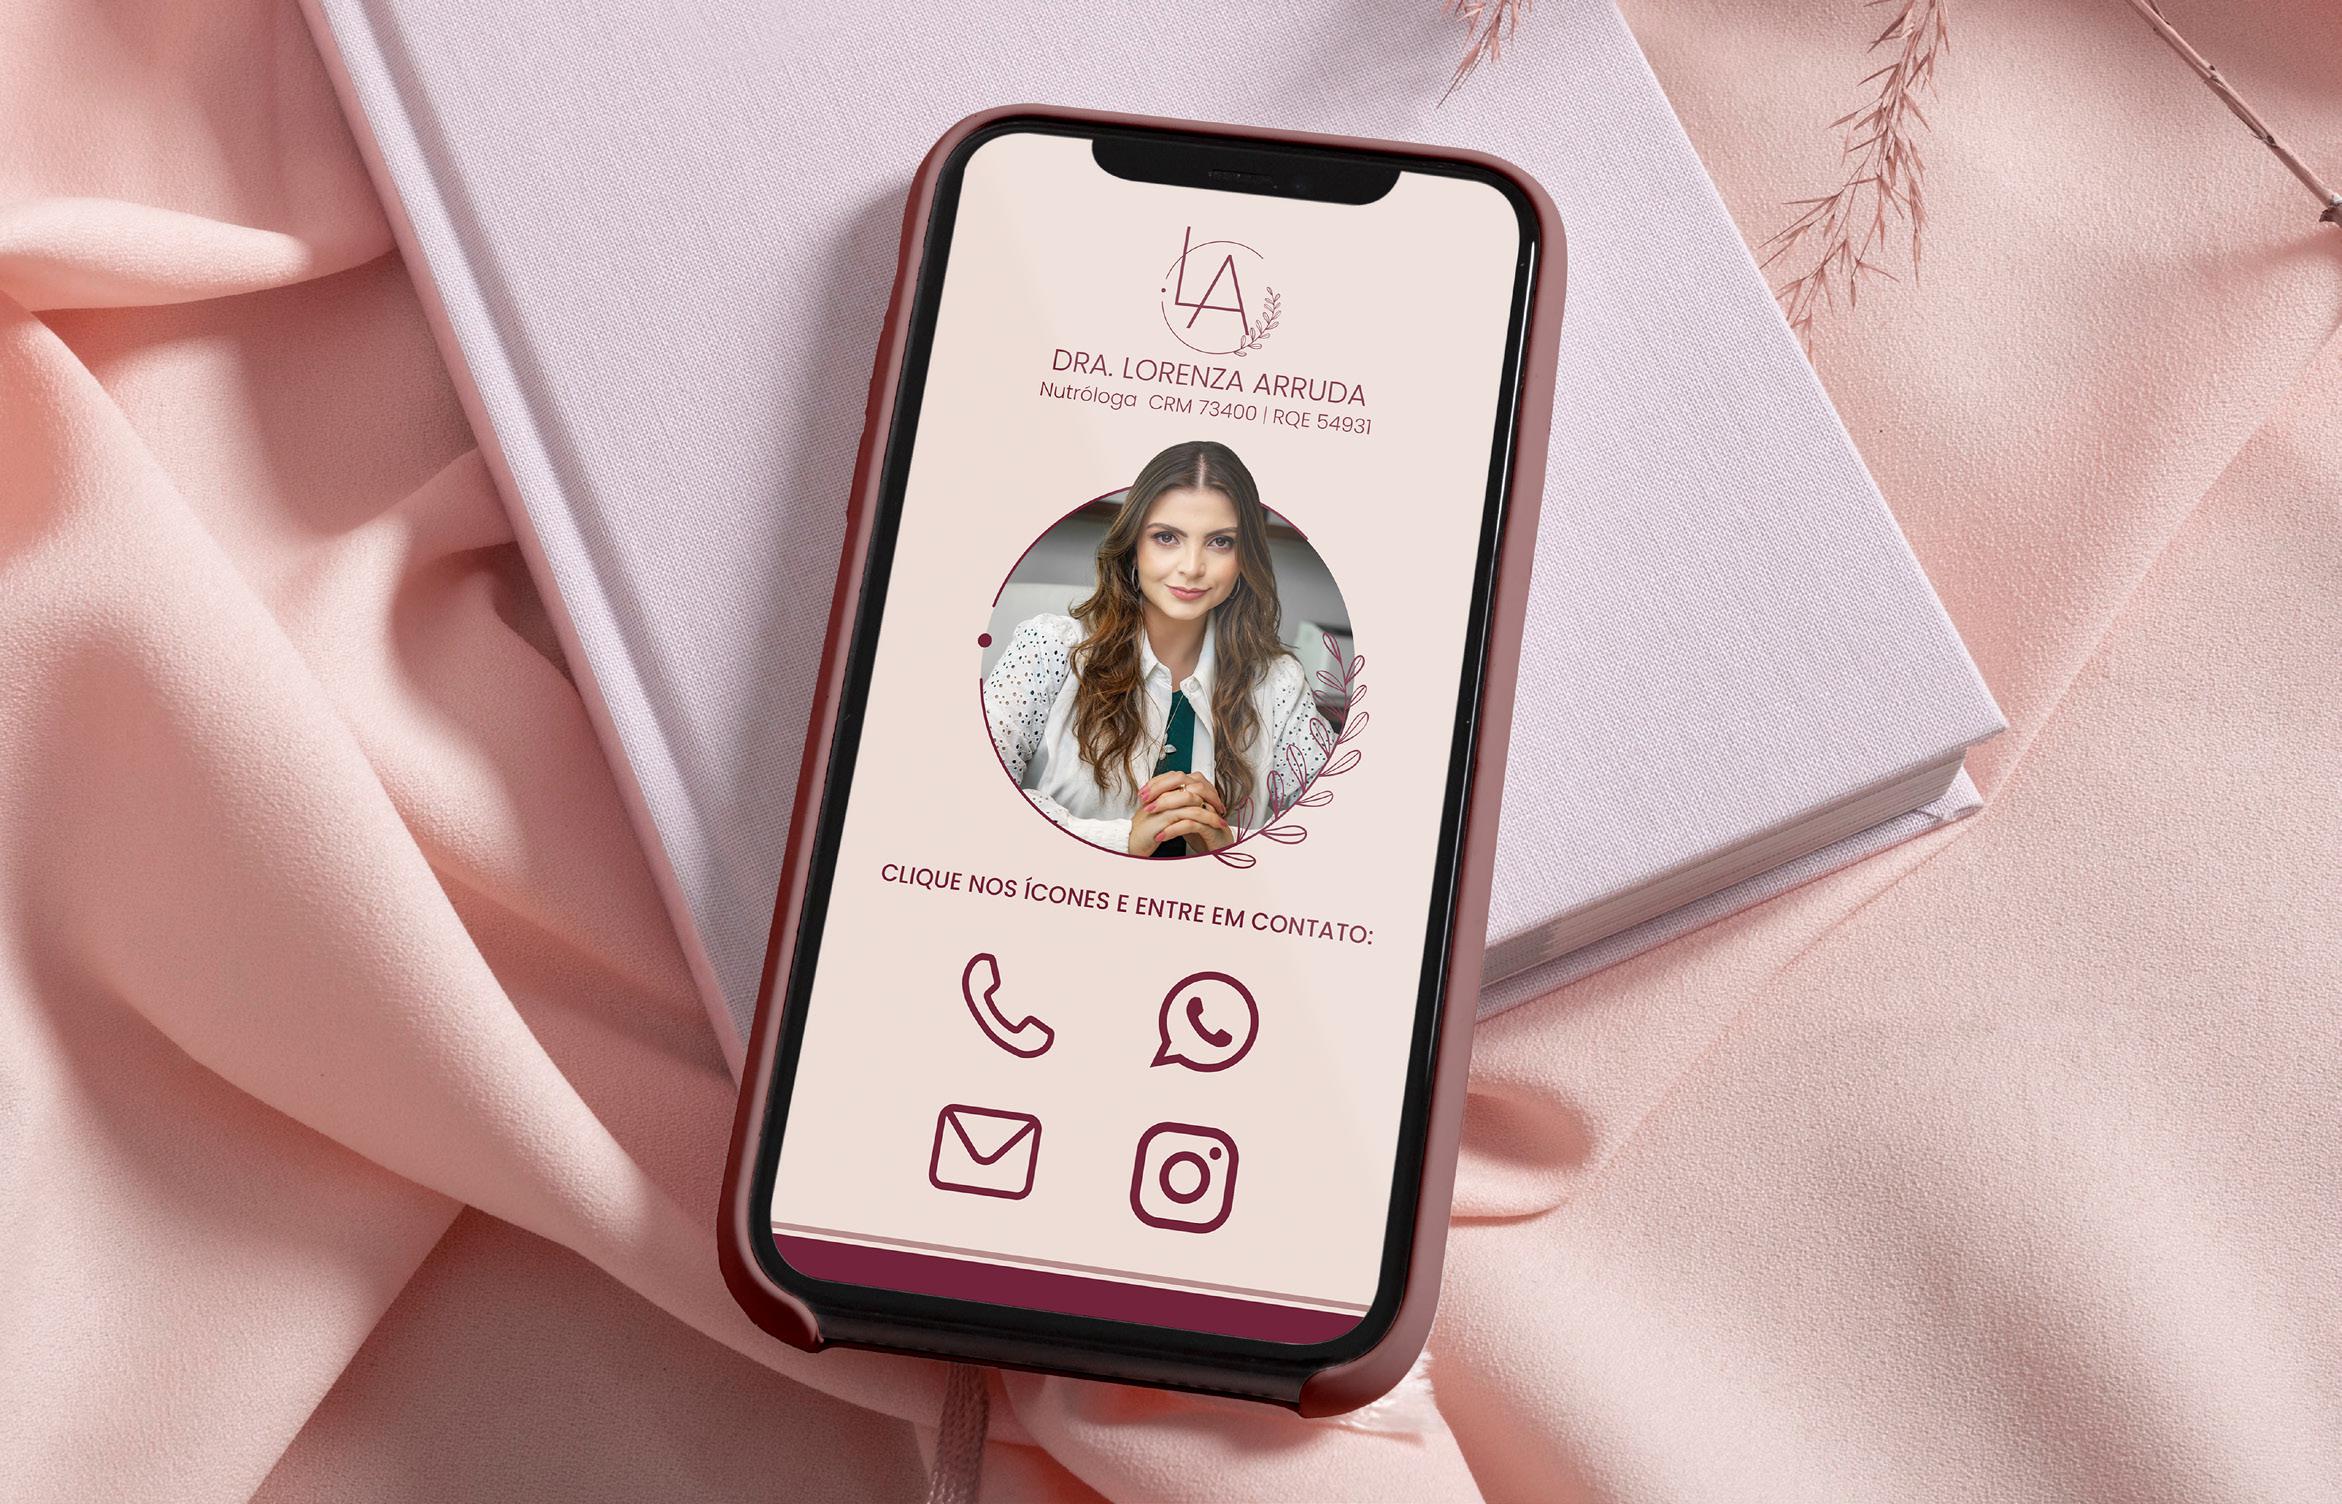 LA
DRA. LORENZA ARRUDA
Nutróloga CRM 73400 | RQE 54931
CLIQUE NOS ÍCONES E ENTRE EM CONTATO: